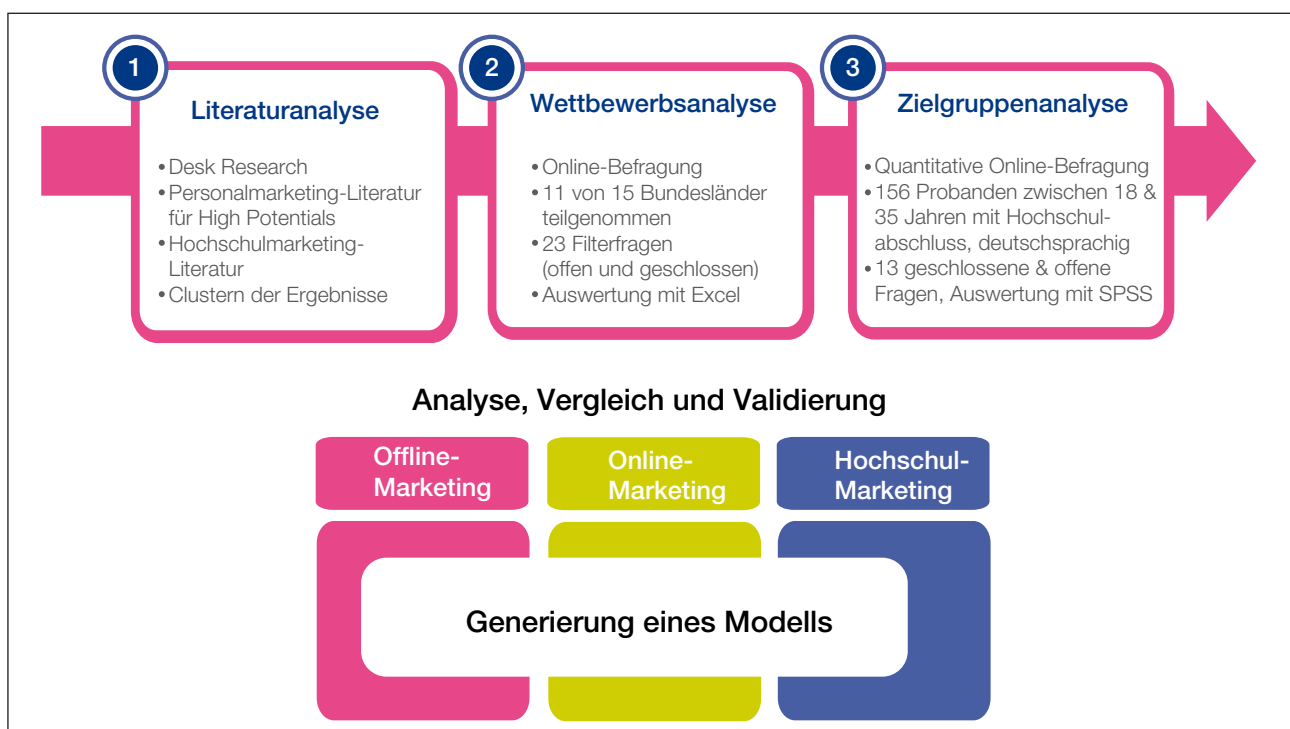 1
Literaturanalyse
• Desk Research
• Personalmarketing-Literatur
für High Potentials
• Hochschulmarketing-
Literatur
• Clustern der Ergebnisse
2
Wettbewerbsanalyse
• Online-Befragung
• 11 von 15 Bundesländer
teilgenommen
• 23 Filterfragen
(offen und geschlossen)
• Auswertung mit Excel
3
Zielgruppenanalyse
• Quantitative Online-Befragung
• 156 Probanden zwischen 18 &
35 Jahren mit Hochschul-
abschluss, deutschsprachig
• 13 geschlossene & offene
Fragen, Auswertung mit SPSS
Analyse, Vergleich und Validierung
Offline-
Marketing
Online-
Marketing
Hochschul-
Marketing
Generierung eines Modells